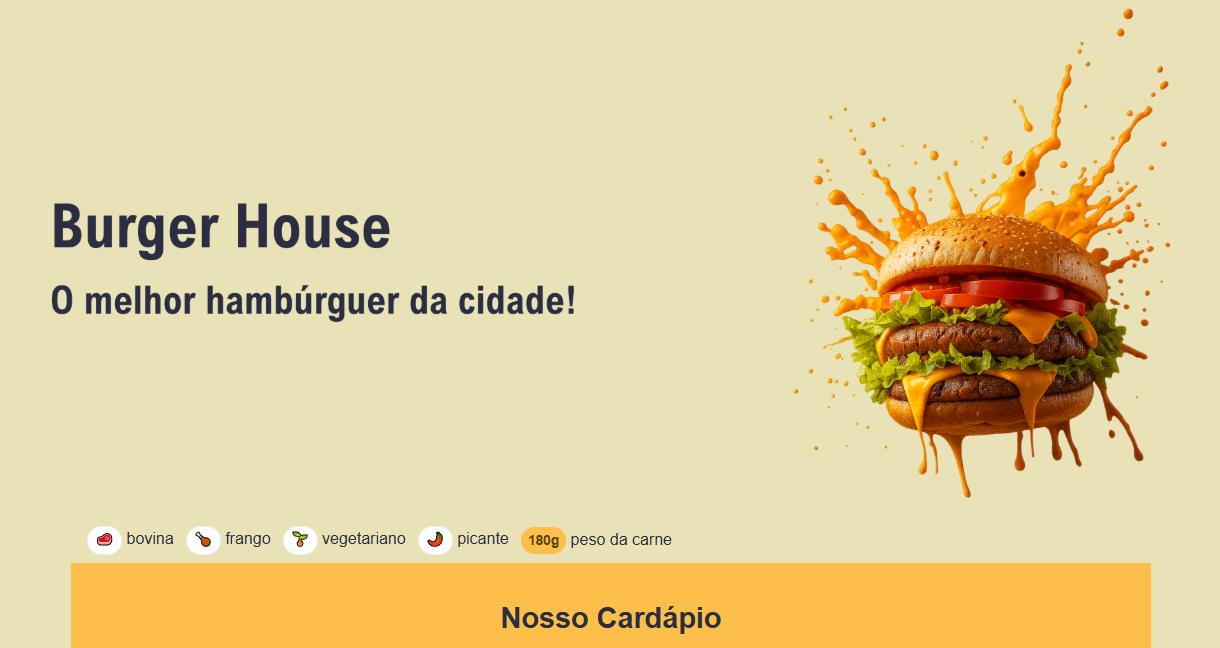 Burger House
O melhor hambúrguer da cidade!
bovina frango vegetariano picante 180g peso da carne
Nosso Cardápio